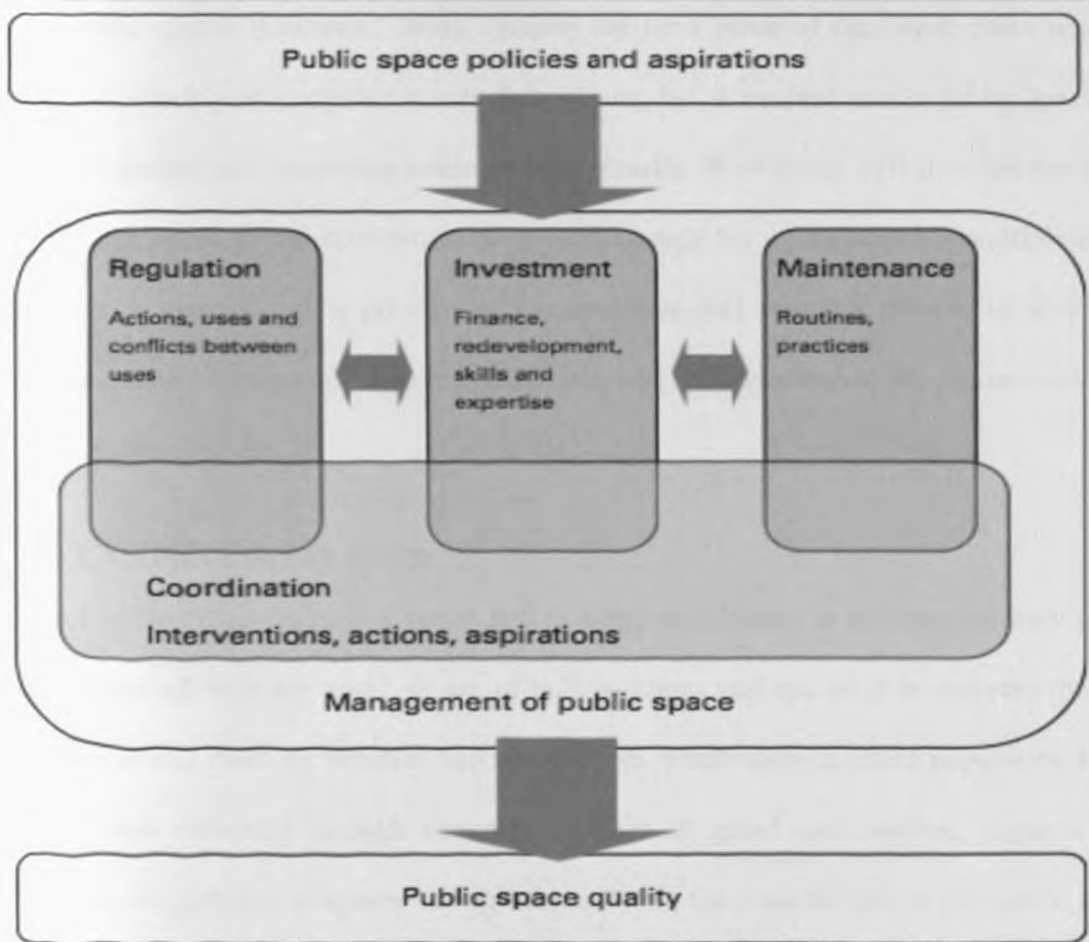 Public space policies and aspirations
Regulation
Actions, uses and
conflicts between
uses
Investment
Finance,
redevelopment,
skills and
expertise
Maintenance
Routines,
practices
Coordination
Interventions, actions, aspirations
Management of public space
Public space quality